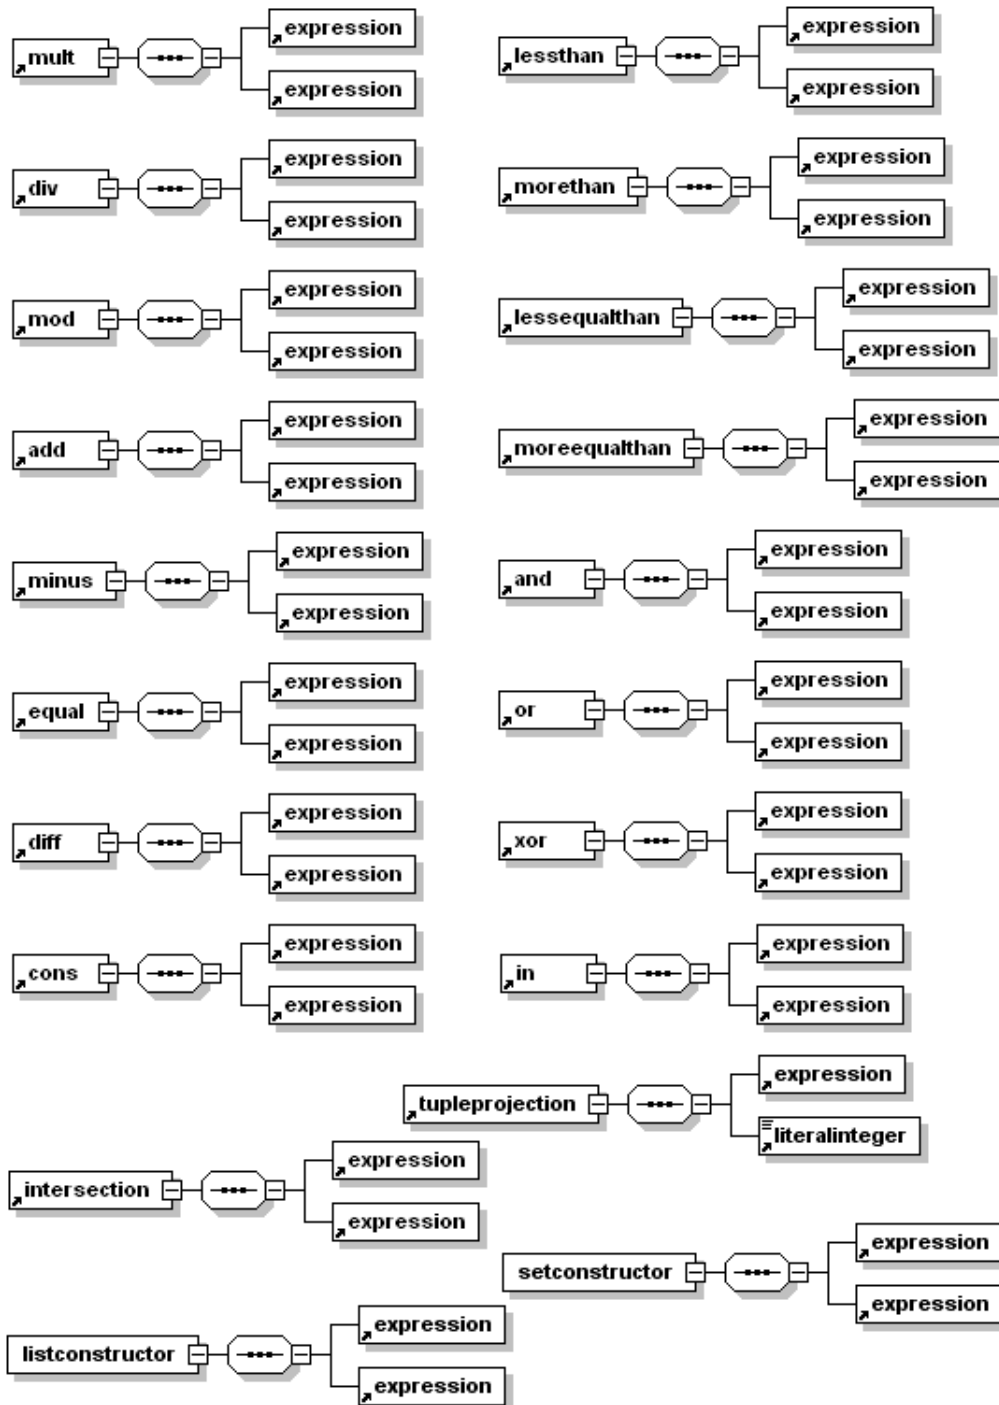 mult
expression
expression
div
expression
expression
mod
expression
expression
add
expression
expression
minus
expression
expression
equal
expression
expression
diff
expression
expression
cons
expression
expression
lessthan
expression
expression
morethan
expression
expression
lessequalthan
expression
expression
moreequalthan
expression
expression
and
expression
expression
or
expression
expression
xor
expression
expression
in
expression
expression
tupleprojection
expression
literalinteger
intersection
expression
expression
setconstructor
expression
expression
listconstructor
expression
expression